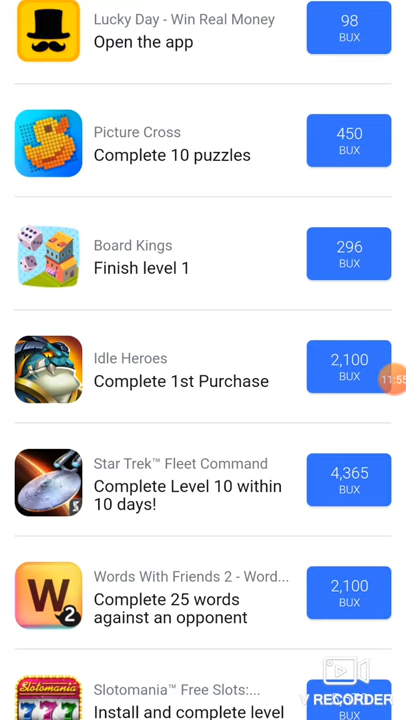 Lucky Day - Win Real Money
Open the app
98
BUX
Picture Cross
Complete 10 puzzles
450
BUX
Board Kings
Finish level 1
296
BUX
Idle Heroes
Complete 1st Purchase
2,100
BUX
11:55
Star Trek™ Fleet Command
Complete Level 10 within
10 days!
4,365
BUX
W
2
Words With Friends 2 - Word...
Complete 25 words
against an opponent
2,100
BUX
Slotomania
777
Slotomania™ Free Slots:...
Install and complete level
BUX
V RECORDER